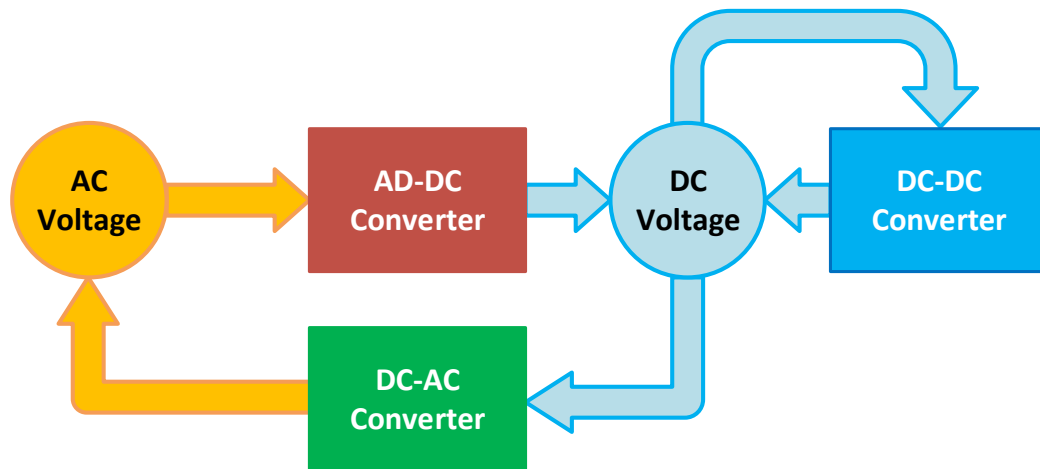 AC
Voltage
AD-DC
Converter
DC
Voltage
DC-DC
Converter
DC-AC
Converter